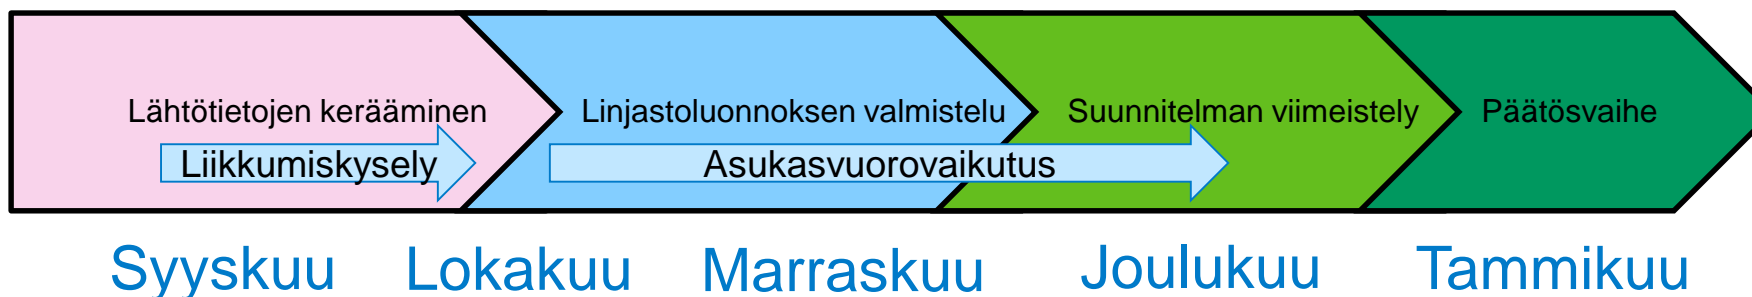 Lähtötietojen kerääminen
Linjastoluonnoksen valmistelu
Suunnitelman viimeistely
Päätösvaihe
Liikkumiskysely
Asukasvuorovaikutus
Syyskuu
Lokakuu
Marraskuu
Joulukuu
Tammikuu